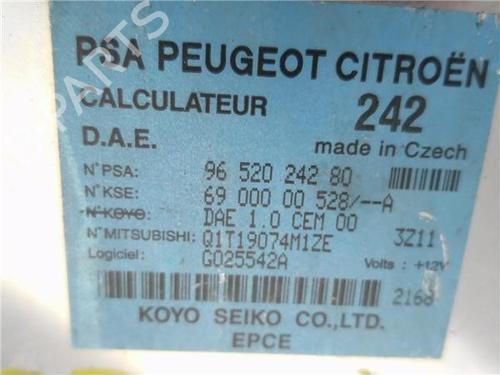 PSA PEUGEOT CITROËN
CALCULATEUR 242
D.A.E. made in Czech
N°PSA: 96 520 242 80
N°KSE: 69 000 00 528/--A
N°KOYO: DAE 1.0 CEM 00
N°MITSUBISHI: Q1T19074M1ZE 3Z11
Logiciel: G025542A Volts : +12V
2168
KOYO SEIKO CO.,LTD.
EPCE
PARTS